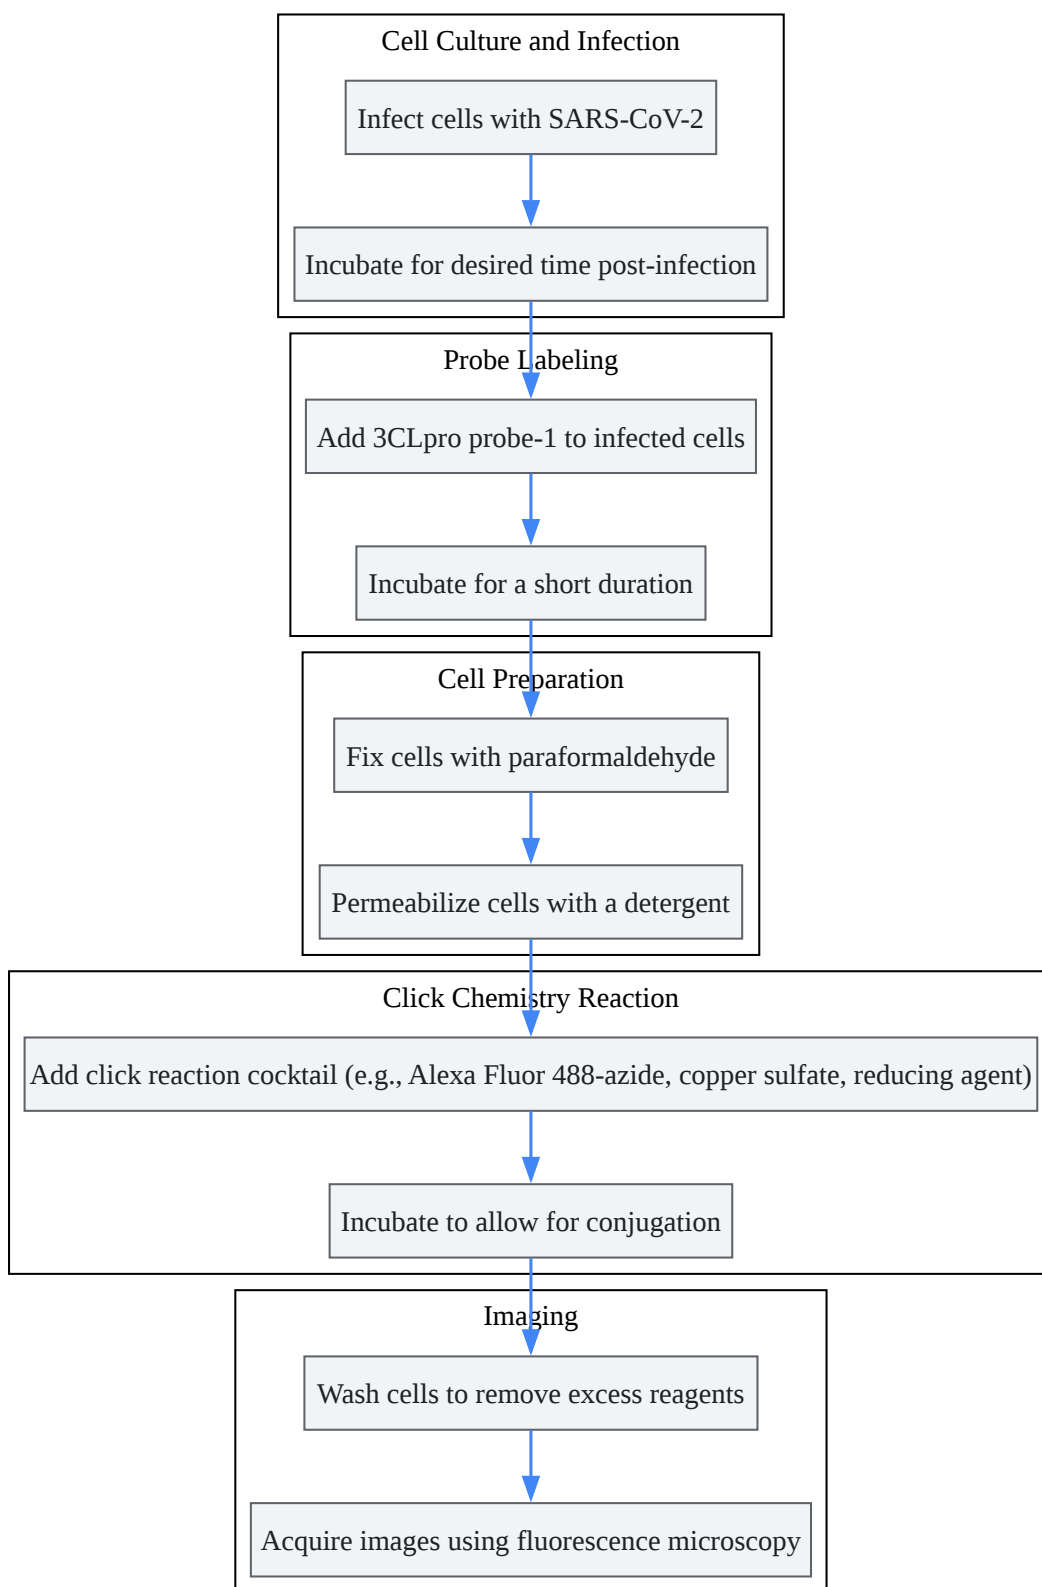 Cell Culture and Infection
Infect cells with SARS-CoV-2
Incubate for desired time post-infection
Probe Labeling
Add 3CLpro probe-1 to infected cells
Incubate for a short duration
Cell Preparation
Fix cells with paraformaldehyde
Permeabilize cells with a detergent
Click Chemistry Reaction
Add click reaction cocktail (e.g., Alexa Fluor 488-azide, copper sulfate, reducing agent)
Incubate to allow for conjugation
Imaging
Wash cells to remove excess reagents
Acquire images using fluorescence microscopy